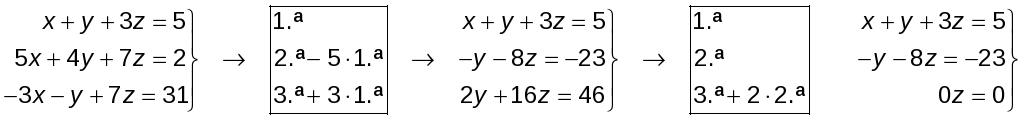 x + y + 3z = 5 1.ª x + y + 3z = 5 1.ª x + y + 3z = 5
5x + 4y + 7z = 2 → 2.ª − 5 · 1.ª → −y − 8z = −23 → 2.ª −y − 8z = −23
−3x − y + 7z = 31 3.ª + 3 · 1.ª 2y + 16z = 46 3.ª + 2 · 2.ª 0z = 0